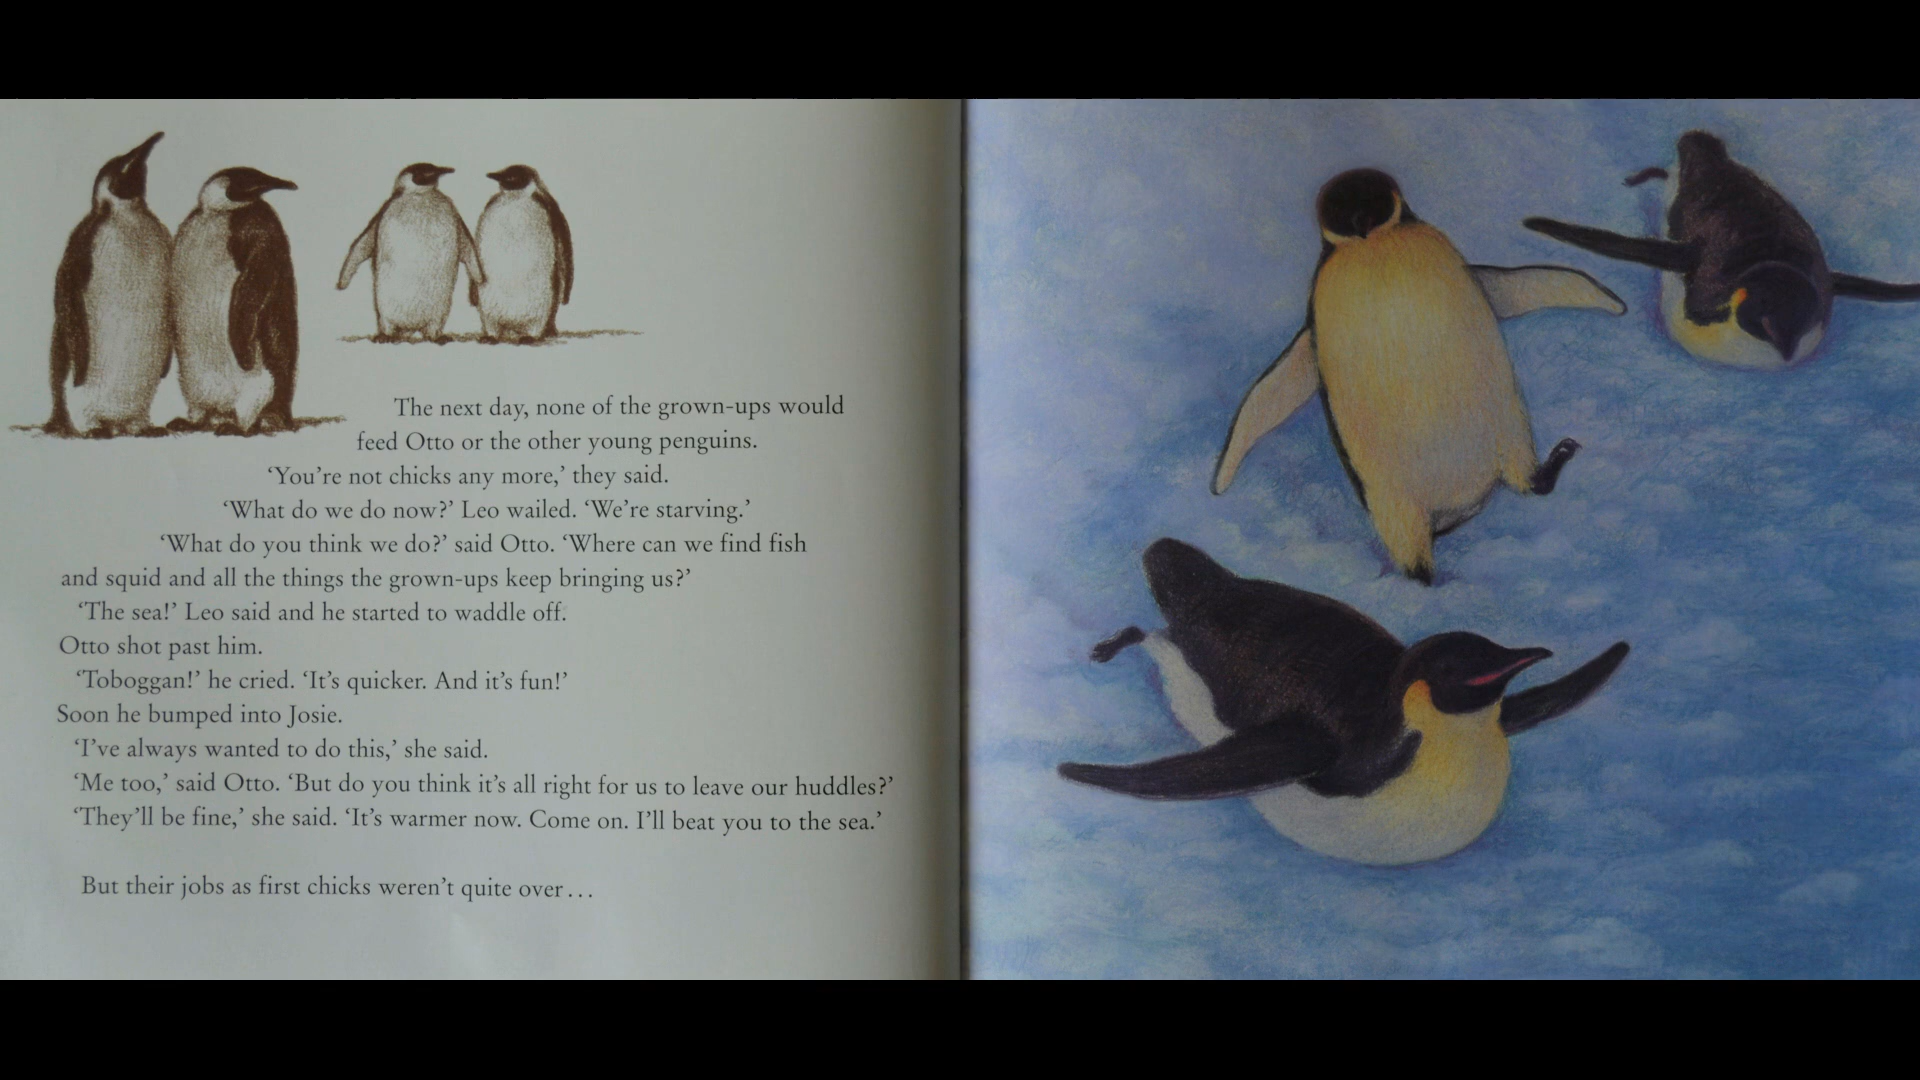 The next day, none of the grown-ups would
feed Otto or the other young penguins.
‘You’re not chicks any more,’ they said.
‘What do we do now?’ Leo wailed. ‘We’re starving.’
‘What do you think we do?’ said Otto. ‘Where can we find fish
and squid and all the things the grown-ups keep bringing us?’
‘The sea!’ Leo said and he started to waddle off.
Otto shot past him.
‘Toboggan!’ he cried. ‘It’s quicker. And it’s fun!’
Soon he bumped into Josie.
‘I’ve always wanted to do this,’ she said.
‘Me too,’ said Otto. ‘But do you think it’s all right for us to leave our huddles?’
‘They’ll be fine,’ she said. ‘It’s warmer now. Come on. I’ll beat you to the sea.’
But their jobs as first chicks weren’t quite over...